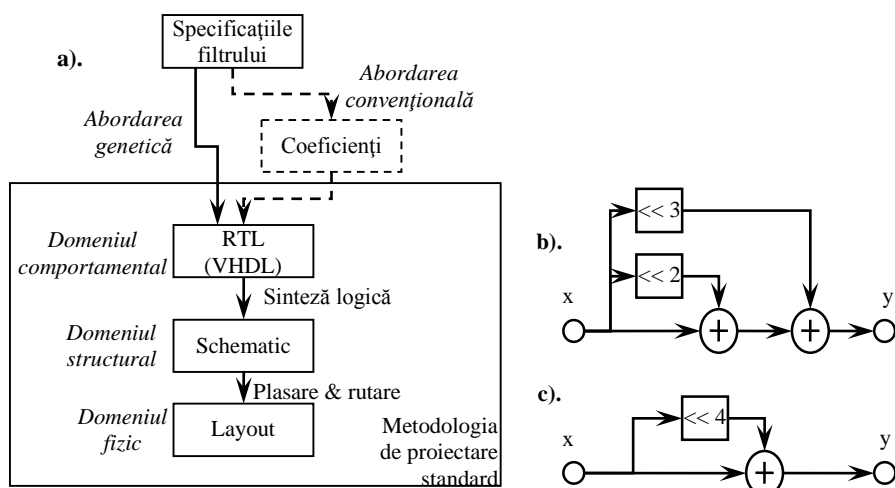 a).
Specificaţiile
filtrului
Abordarea
convenţională
Abordarea
genetică
Coeficienţi
Domeniul
comportamental
RTL
(VHDL)
Sinteză logică
Domeniul
structural
Schematic
Plasare & rutare
Domeniul
fizic
Layout
Metodologia
de proiectare
standard
b).
<< 3
<< 2
x
y
+
+
c).
<< 4
x
y
+